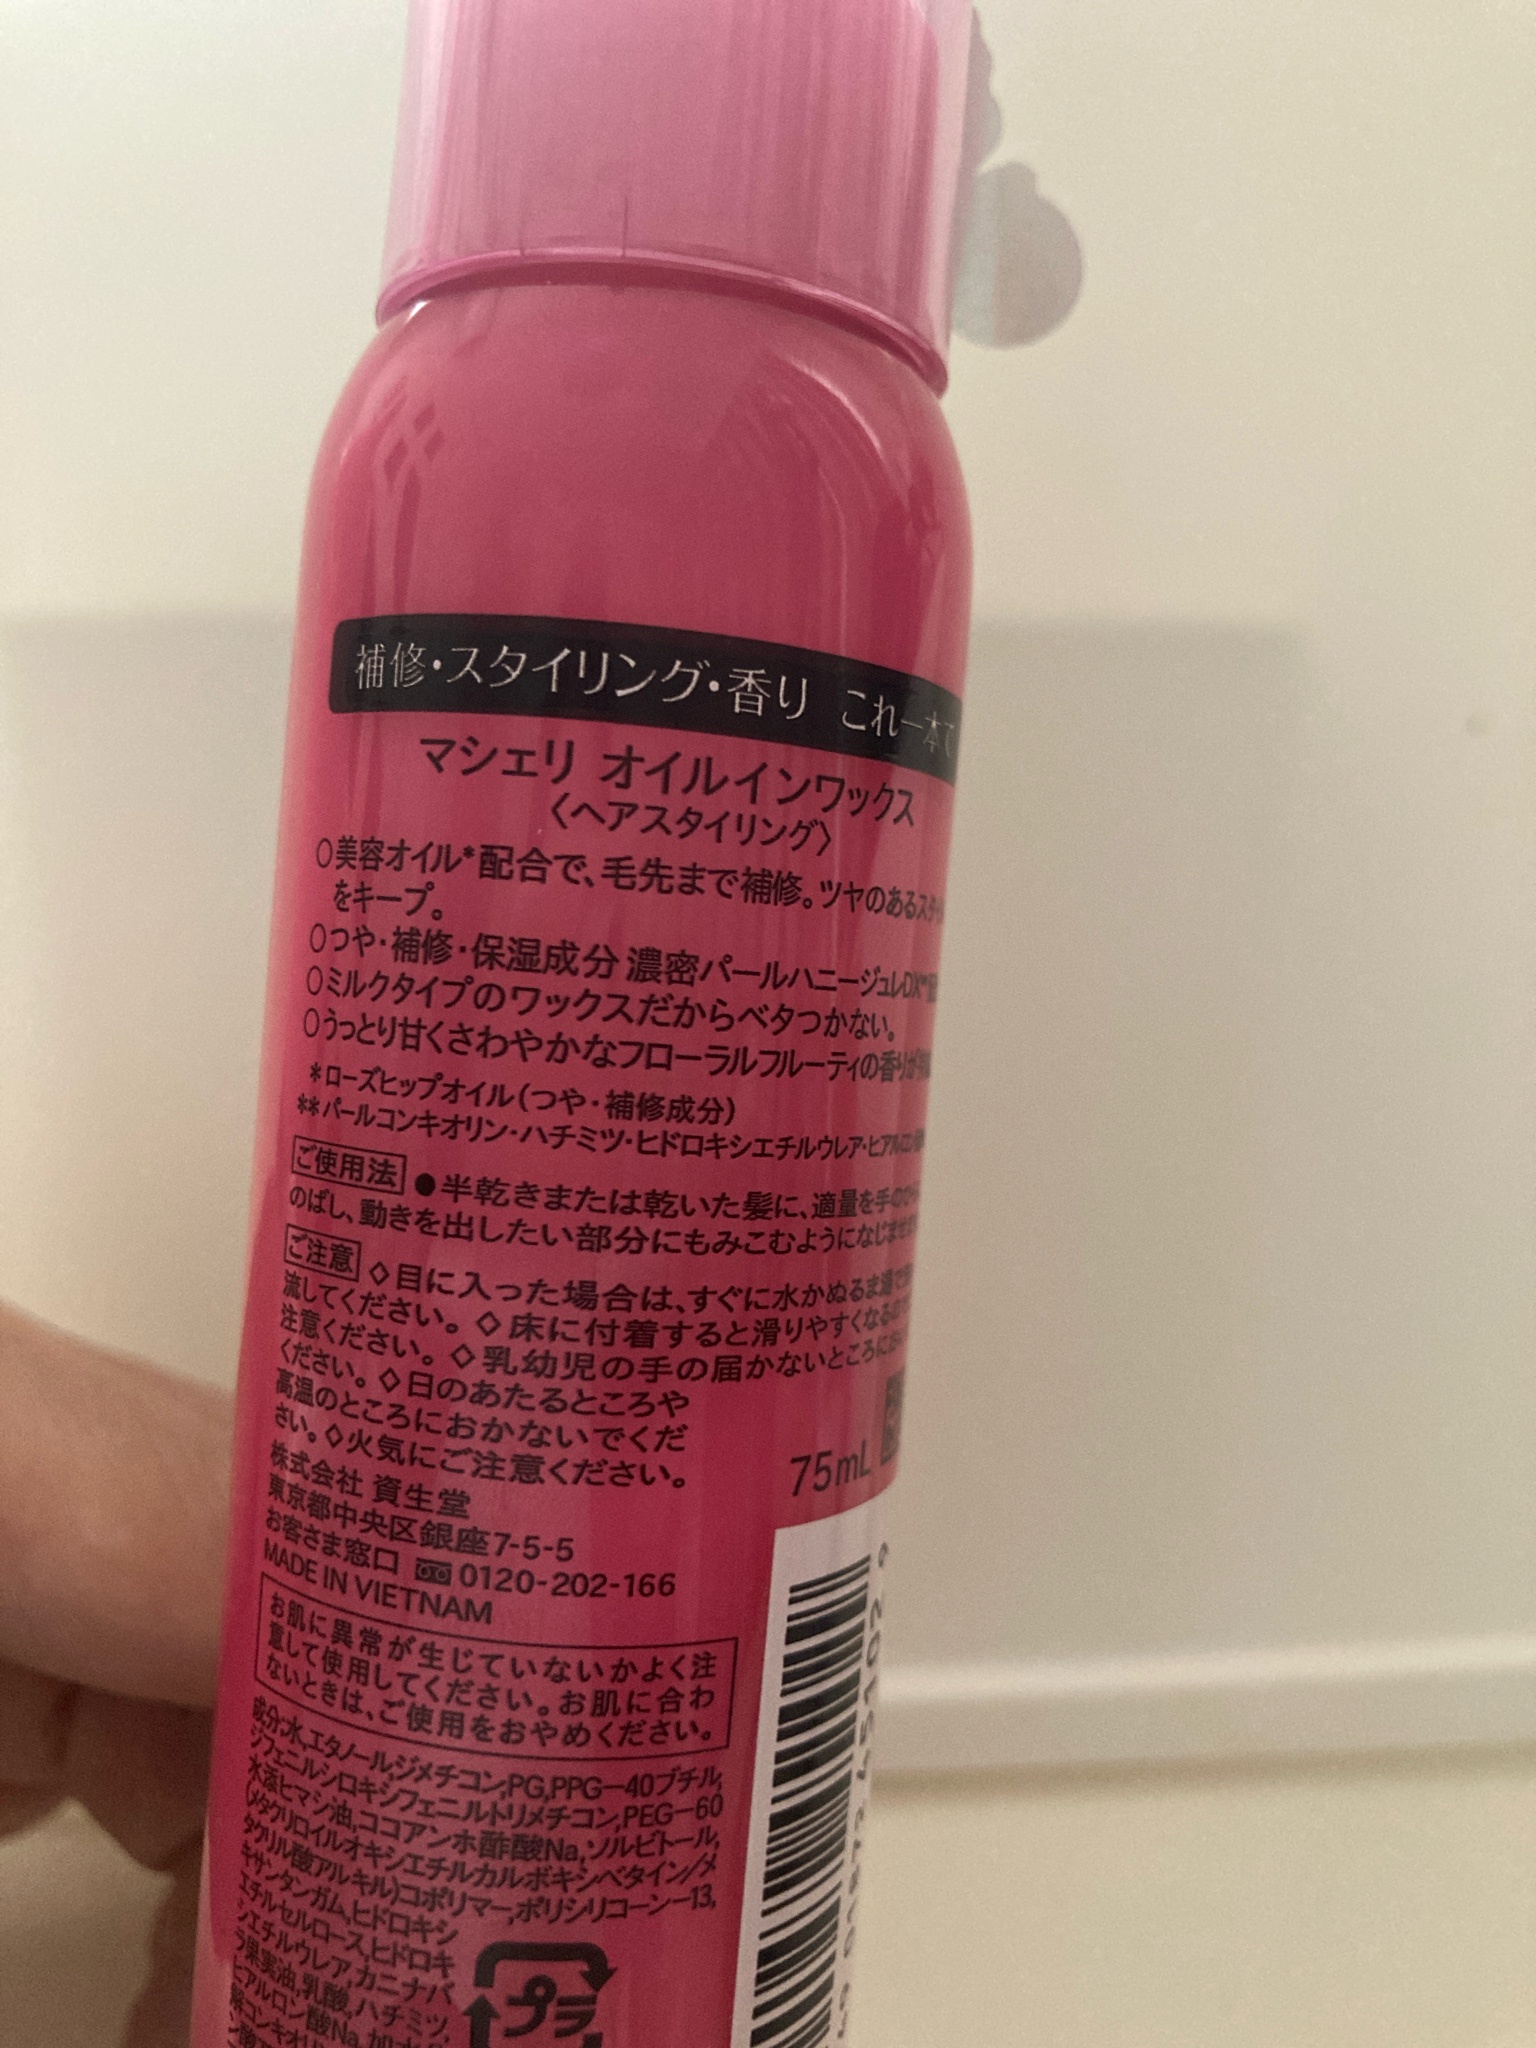 補修・スタイリング・香り これ一本で
マシェリ オイルインワックス
〈ヘアスタイリング〉
○美容オイル*配合で、毛先まで補修。ツヤのある
をキープ。
○つや・補修・保湿成分 濃密パールハニージュレDX**
○ミルクタイプのワックスだからベタつかない。
○うっとり甘くさわやかなフローラルフルーティの香りが
*ローズヒップオイル(つや・補修成分)
**パールコンキオリン・ハチミツ・ヒドロキシエチルウレア・
ご使用法 ●半乾きまたは乾いた髪に、適量を手の
のばし、動きを出したい部分にもみこむようになじませ
ご注意 ◇目に入った場合は、すぐに水かぬるま湯で
流してください。◇床に付着すると滑りやすくなる
注意ください。◇乳幼児の手の届かないところに
ください。◇日のあたるところや
高温のところにおかないでくだ
さい。◇火気にご注意ください。
75mL
株式会社 資生堂
東京都中央区銀座7-5-5
お客さま窓口 0120-202-166
MADE IN VIETNAM
お肌に異常が生じていないかよく注
意して使用してください。お肌に合わ
ないときは、ご使用をおやめください。
成分:水,エタノール,ジメチコン,PG,PPG-40ブチル,
ジフェニルシロキシフェニルトリメチコン,PEG-60
水添ヒマシ油,ココアンホ酢酸Na,ソルビトール,
(メタクリロイルオキシエチルカルボキシベタイン/メ
タクリル酸アルキル)コポリマー,ポリシリコーン-13,
キサンタンガム,ヒドロキシ
エチルセルロース,ヒドロキ
シエチルウレア,カニナバ
ラ果実油,乳酸,ハチミツ,
ヒアルロン酸Na,加水
解コンキオリ
プラ